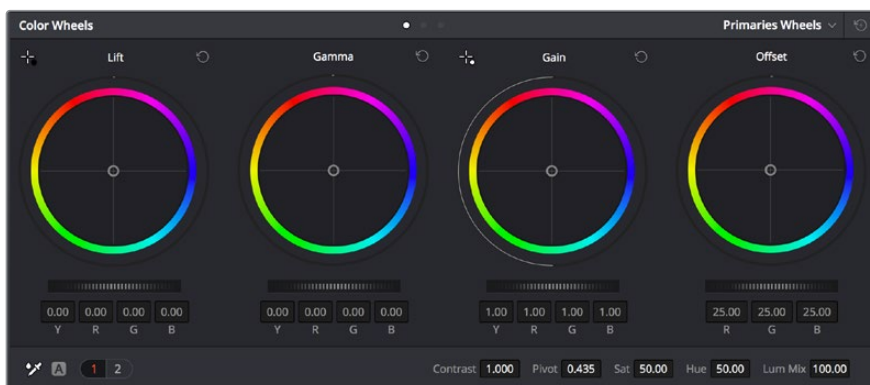 Color Wheels Primaries Wheels
Lift Gamma Gain Offset
0.00 0.00 0.00 0.00 0.00 0.00 0.00 0.00 1.00 1.00 1.00 1.00 25.00 25.00 25.00
Y R G B Y R G B Y R G B R G B
A 1 2 Contrast 1.000 Pivot 0.435 Sat 50.00 Hue 50.00 Lum Mix 100.00